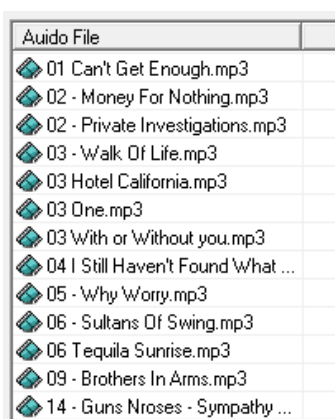 Auido File
01 Can't Get Enough.mp3
02 - Money For Nothing.mp3
02 - Private Investigations.mp3
03 - Walk Of Life.mp3
03 Hotel California.mp3
03 One.mp3
03 With or Without you.mp3
04 I Still Haven't Found What ...
05 - Why Worry.mp3
06 - Sultans Of Swing.mp3
06 Tequila Sunrise.mp3
09 - Brothers In Arms.mp3
14 - Guns Nroses - Sympathy ...